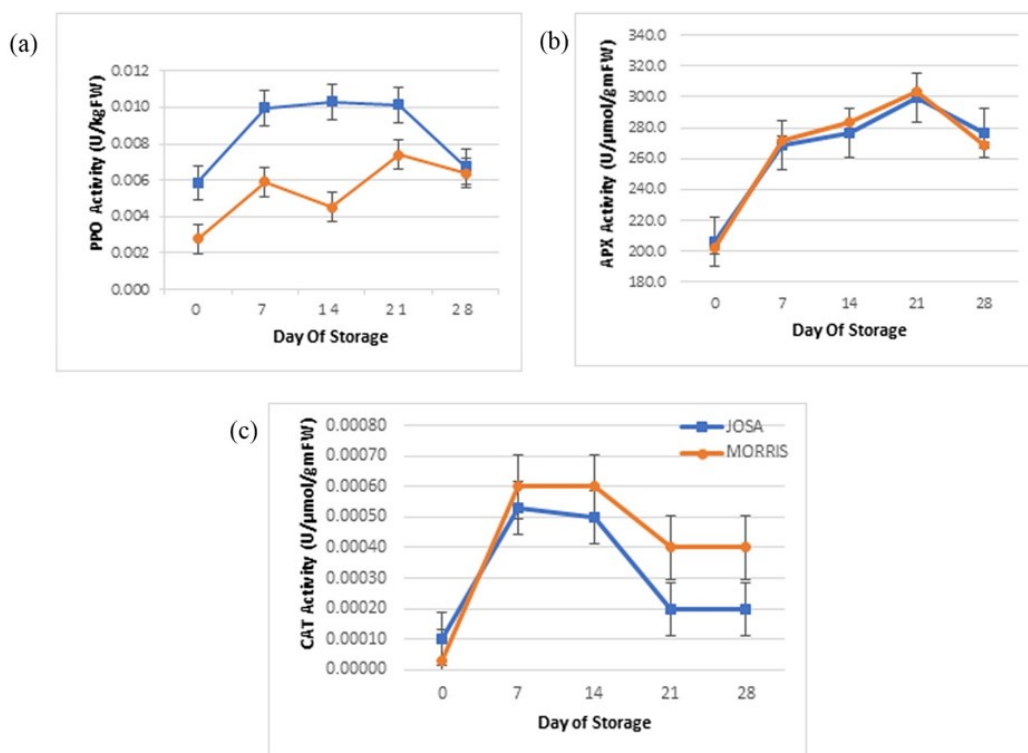 (a)
PPO Activity (U/kgFW)
0.012
0.010
0.008
0.006
0.004
0.002
0.000
0 7 14 21 28
Day Of Storage
(b)
APX Activity (U/µmol/gmFW)
340.0
320.0
300.0
280.0
260.0
240.0
220.0
200.0
180.0
0 7 14 21 28
Day Of Storage
(c)
CAT Activity (U/µmol/gmFW)
0.00080
0.00070
0.00060
0.00050
0.00040
0.00030
0.00020
0.00010
0.00000
JOSA
MORRIS
0 7 14 21 28
Day of Storage